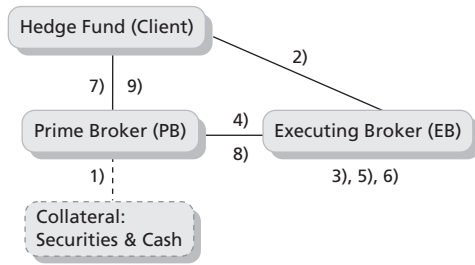 Hedge Fund (Client)
2)
7) 9)
4)
Prime Broker (PB)
Executing Broker (EB)
8)
1)
3), 5), 6)
Collateral:
Securities & Cash